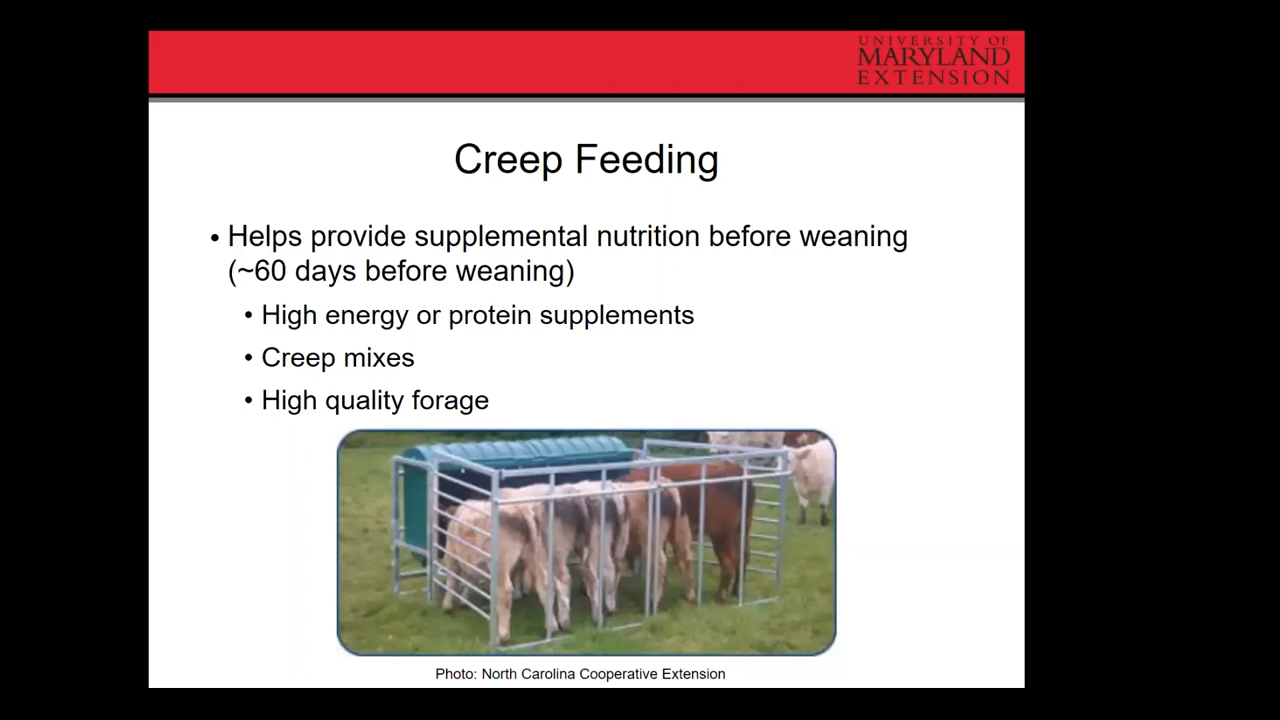 UNIVERSITY OF
MARYLAND
EXTENSION
Creep Feeding
• Helps provide supplemental nutrition before weaning
(~60 days before weaning)
• High energy or protein supplements
• Creep mixes
• High quality forage
Photo: North Carolina Cooperative Extension